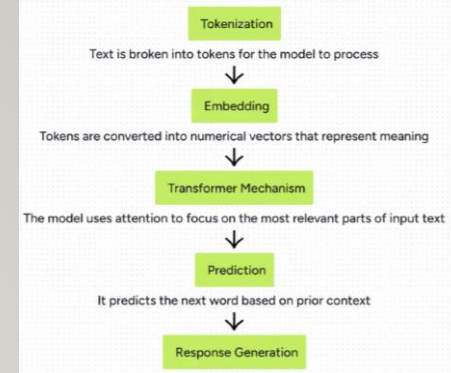 Tokenization
Text is broken into tokens for the model to process
Embedding
Tokens are converted into numerical vectors that represent meaning
Transformer Mechanism
The model uses attention to focus on the most relevant parts of input text
Prediction
It predicts the next word based on prior context
Response Generation